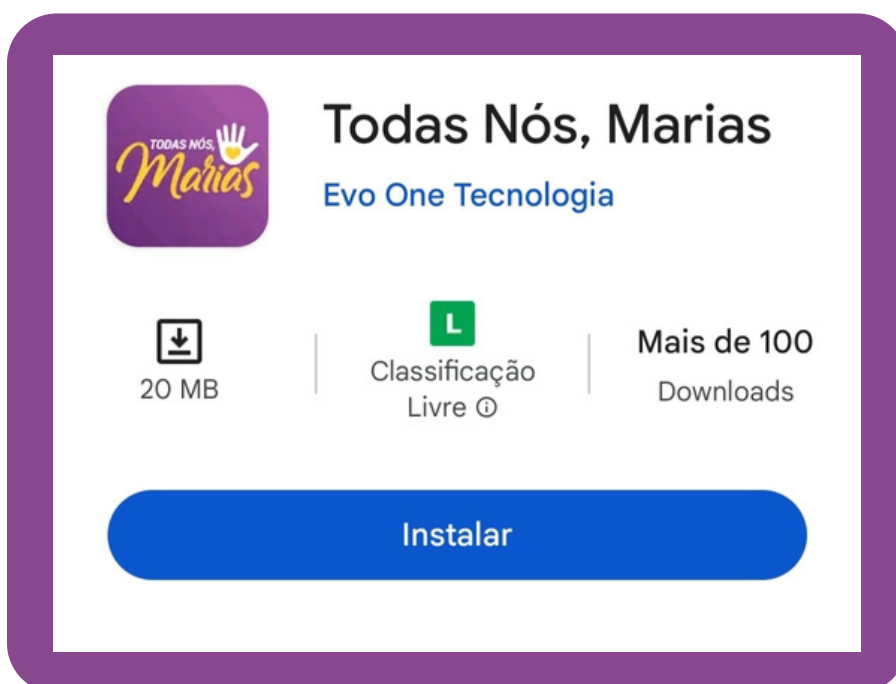 TODAS NÓS,
Marias
Todas Nós, Marias
Evo One Tecnologia
20 MB
L
Classificação
Livre
Mais de 100
Downloads
Instalar